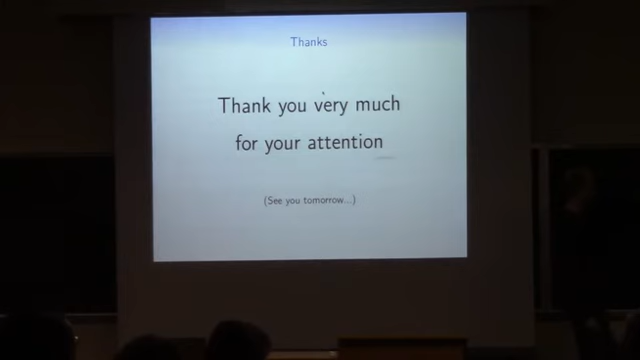 Thanks
Thank you very much
for your attention
(See you tomorrow...)